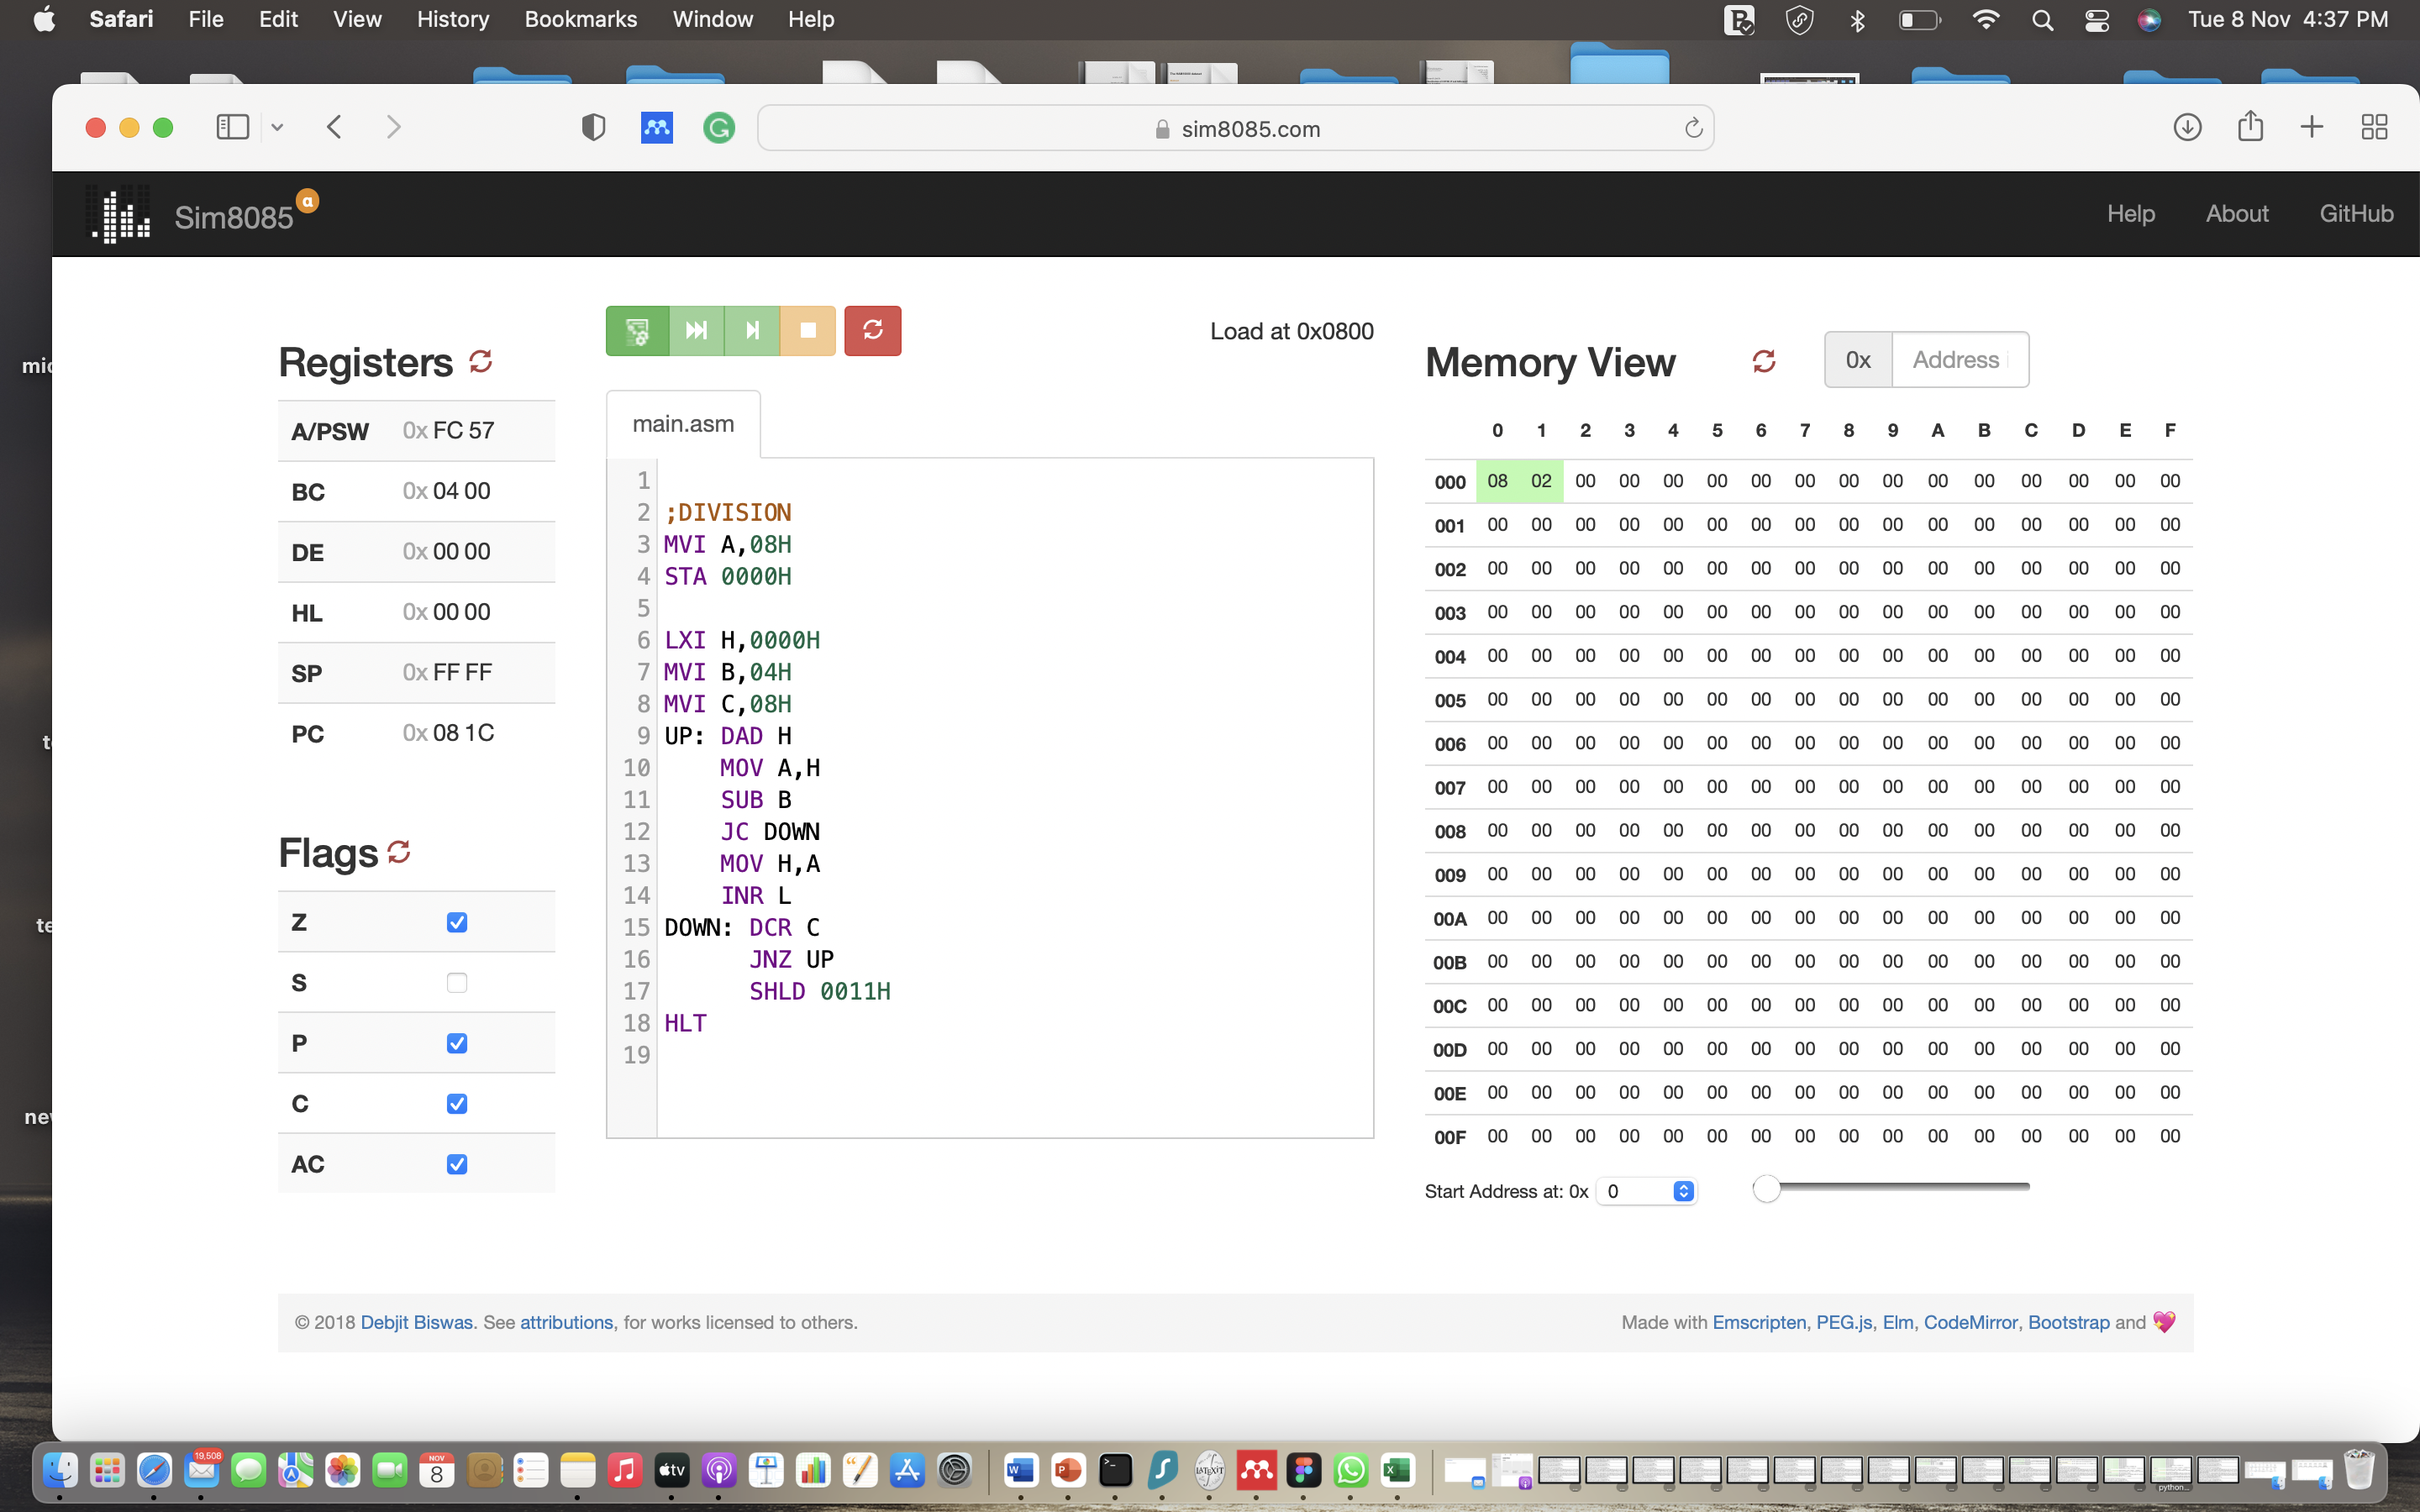 Safari File Edit View History Bookmarks Window Help Tue 8 Nov 4:37 PM
sim8085.com
Sim8085 α Help About GitHub
Load at 0x0800
Registers
A/PSW 0x FC 57
BC 0x 04 00
DE 0x 00 00
HL 0x 00 00
SP 0x FF FF
PC 0x 08 1C
Flags
Z
S
P
C
AC
main.asm
1
2 ;DIVISION
3 MVI A,08H
4 STA 0000H
5
6 LXI H,0000H
7 MVI B,04H
8 MVI C,08H
9 UP: DAD H
10 MOV A,H
11 SUB B
12 JC DOWN
13 MOV H,A
14 INR L
15 DOWN: DCR C
16 JNZ UP
17 SHLD 0011H
18 HLT
19
Memory View 0x Address
0 1 2 3 4 5 6 7 8 9 A B C D E F
000 08 02 00 00 00 00 00 00 00 00 00 00 00 00 00 00
001 00 00 00 00 00 00 00 00 00 00 00 00 00 00 00 00
002 00 00 00 00 00 00 00 00 00 00 00 00 00 00 00 00
003 00 00 00 00 00 00 00 00 00 00 00 00 00 00 00 00
004 00 00 00 00 00 00 00 00 00 00 00 00 00 00 00 00
005 00 00 00 00 00 00 00 00 00 00 00 00 00 00 00 00
006 00 00 00 00 00 00 00 00 00 00 00 00 00 00 00 00
007 00 00 00 00 00 00 00 00 00 00 00 00 00 00 00 00
008 00 00 00 00 00 00 00 00 00 00 00 00 00 00 00 00
009 00 00 00 00 00 00 00 00 00 00 00 00 00 00 00 00
00A 00 00 00 00 00 00 00 00 00 00 00 00 00 00 00 00
00B 00 00 00 00 00 00 00 00 00 00 00 00 00 00 00 00
00C 00 00 00 00 00 00 00 00 00 00 00 00 00 00 00 00
00D 00 00 00 00 00 00 00 00 00 00 00 00 00 00 00 00
00E 00 00 00 00 00 00 00 00 00 00 00 00 00 00 00 00
00F 00 00 00 00 00 00 00 00 00 00 00 00 00 00 00 00
Start Address at: 0x 0
© 2018 Debjit Biswas. See attributions, for works licensed to others.
Made with Emscripten, PEG.js, Elm, CodeMirror, Bootstrap and 💖
19,508
NOV
8
tv
python...